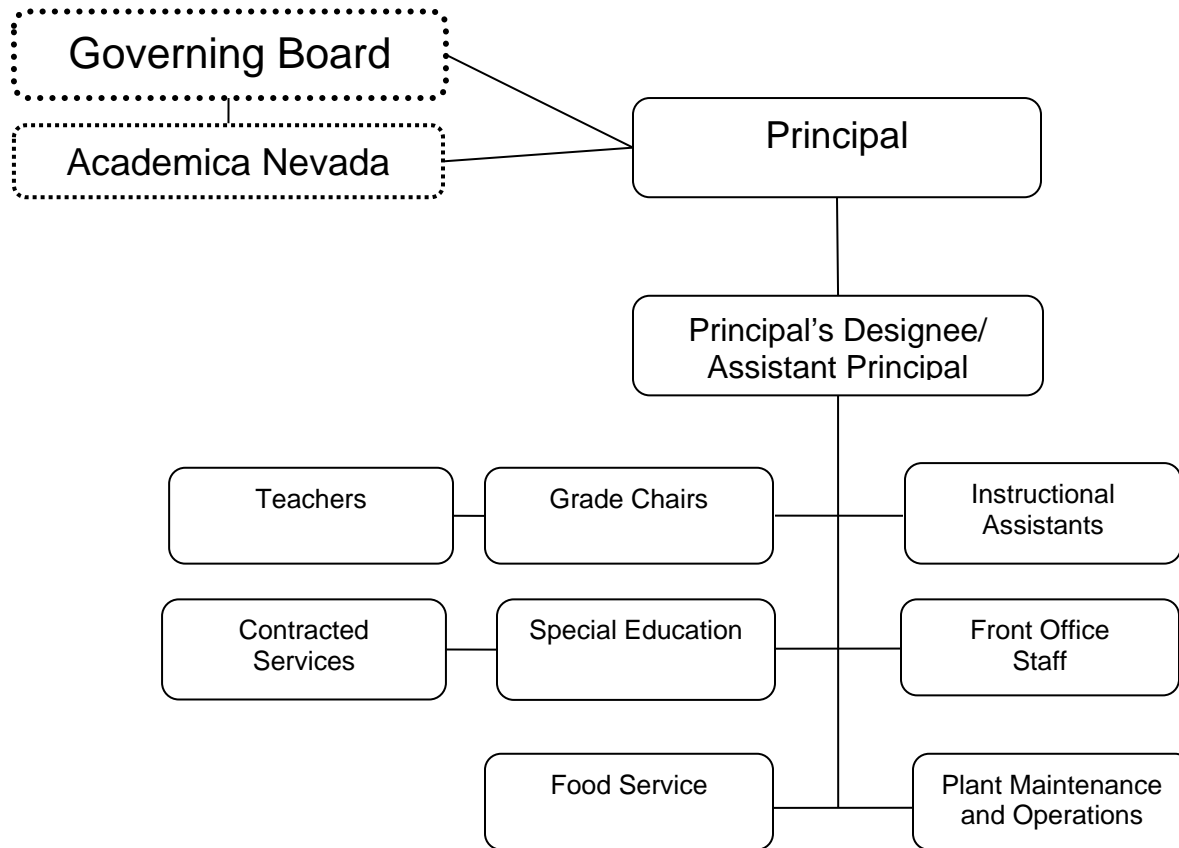 Governing Board
Academica Nevada
Principal
Principal’s Designee/
Assistant Principal
Teachers
Grade Chairs
Instructional
Assistants
Contracted
Services
Special Education
Front Office
Staff
Food Service
Plant Maintenance
and Operations